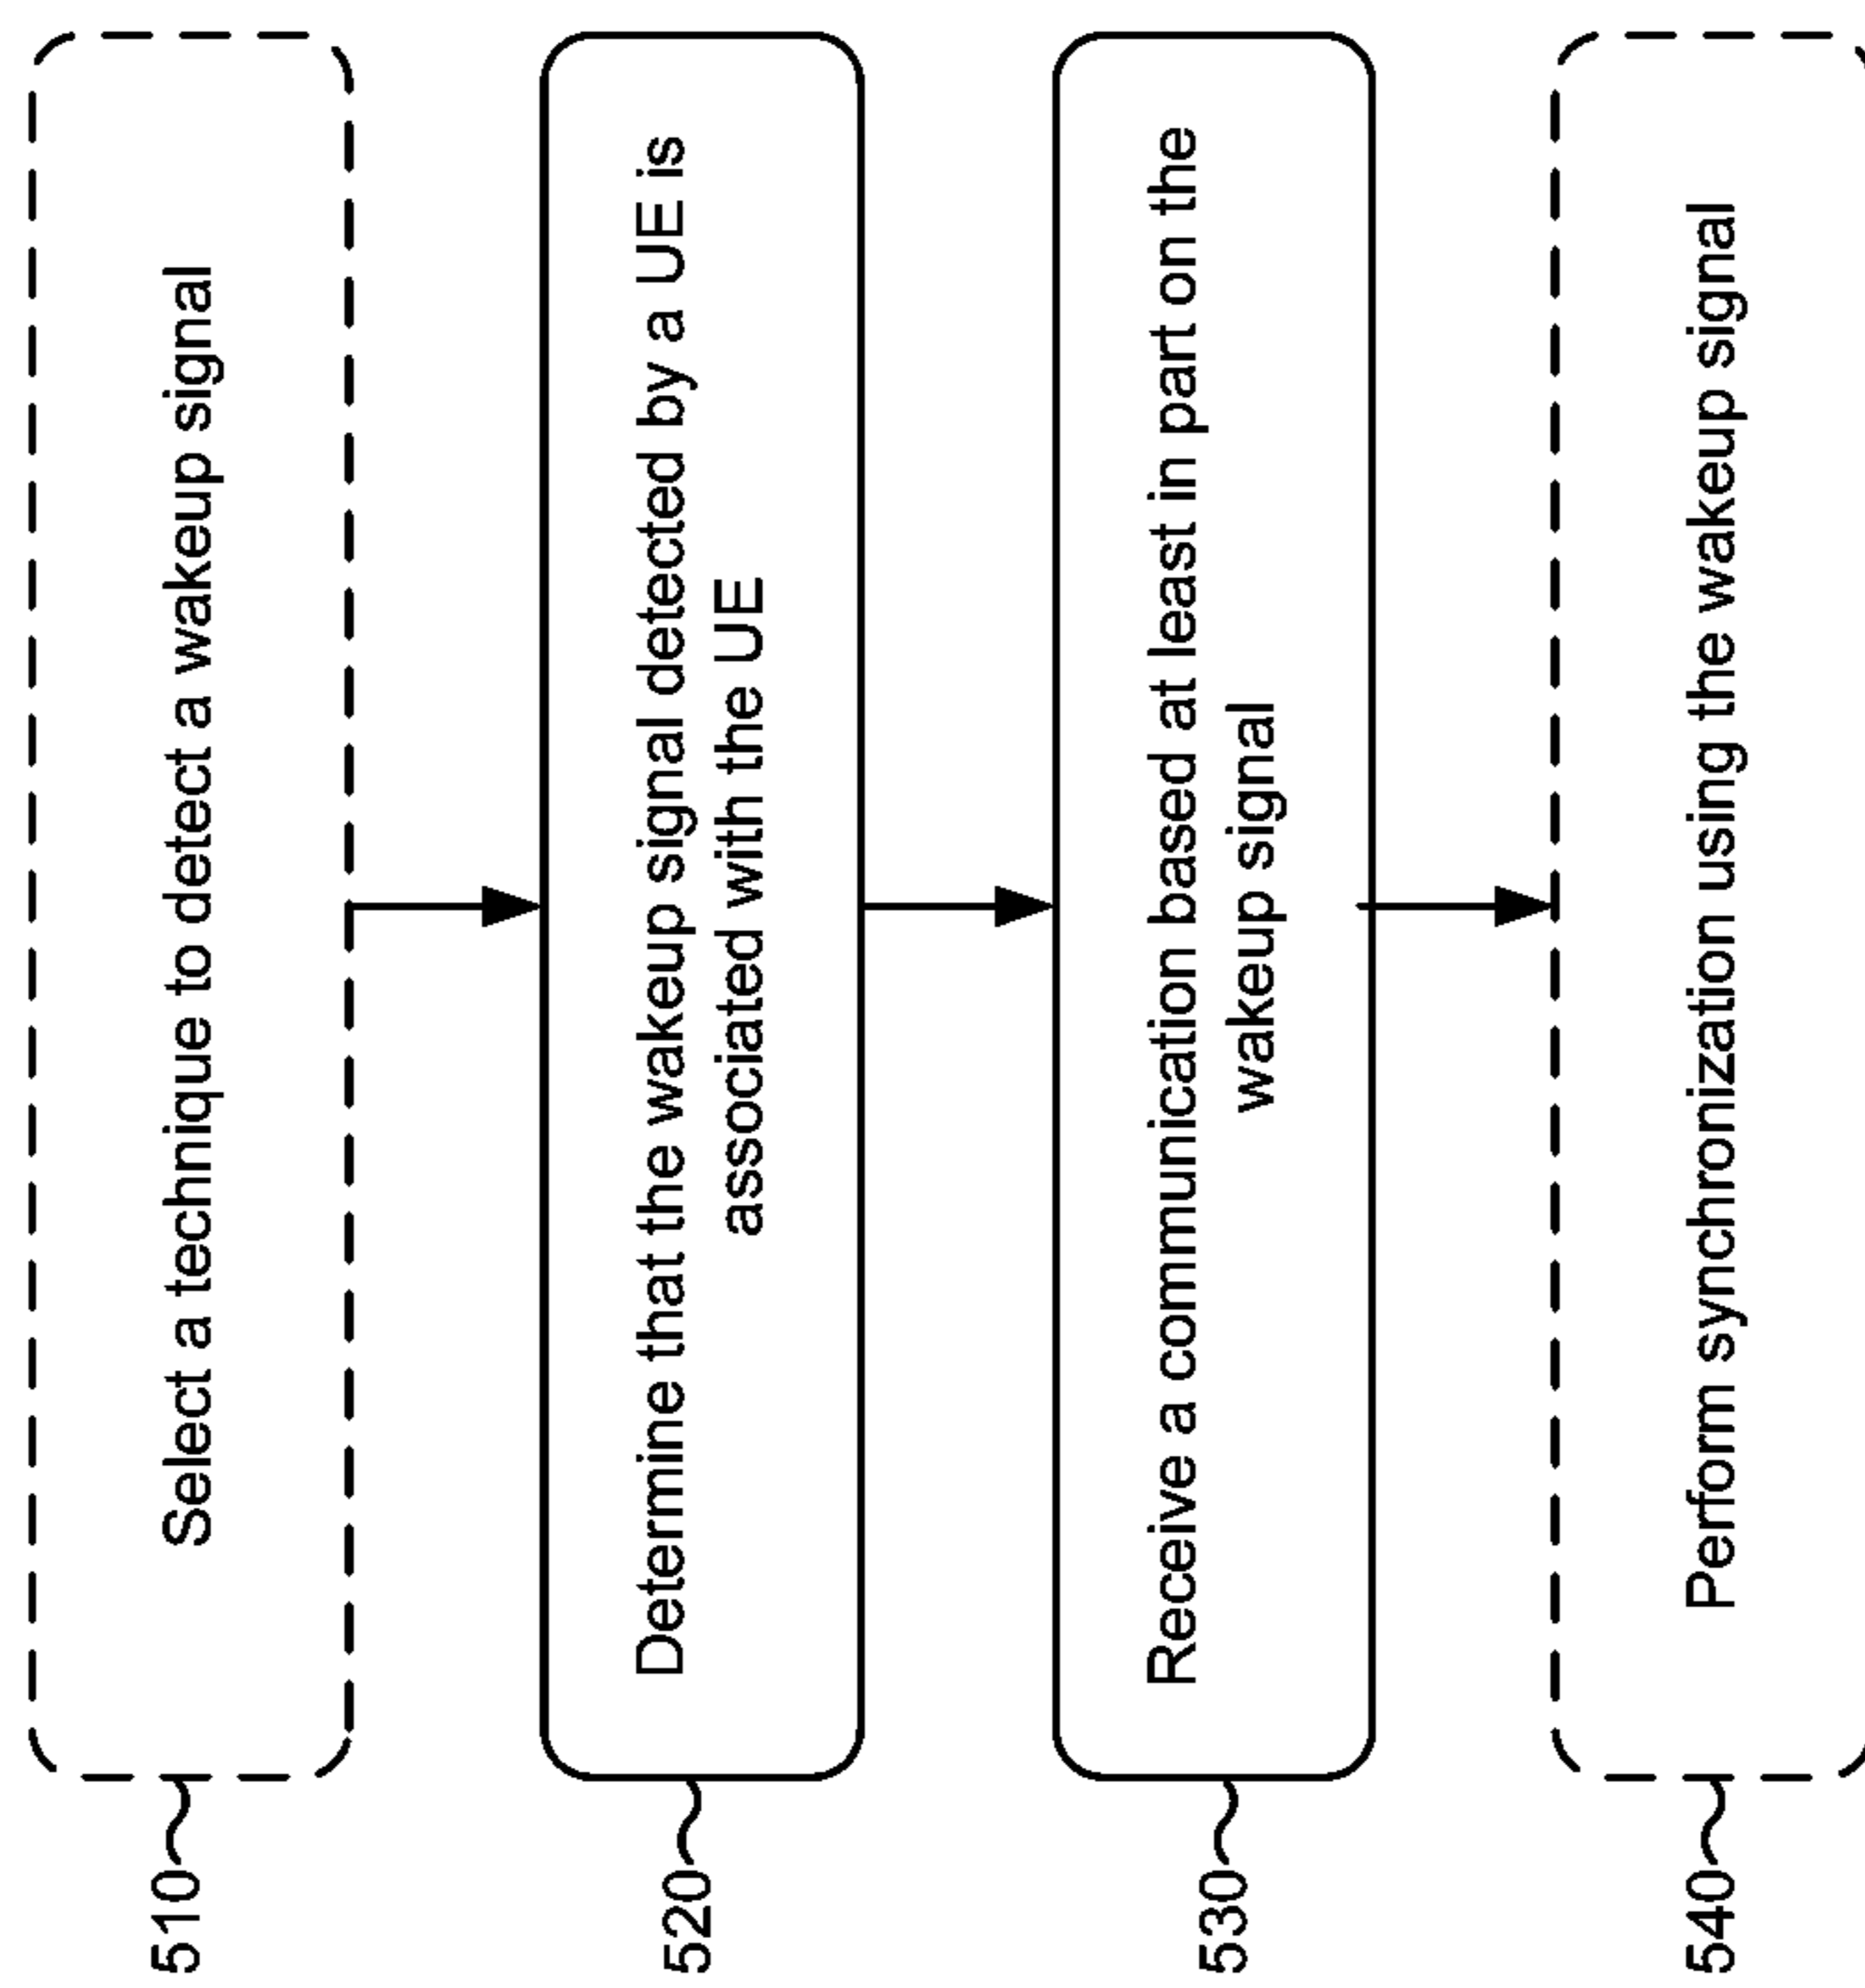 510
Select a technique to detect a wakeup signal
520
Determine that the wakeup signal detected by a UE is
associated with the UE
530
Receive a communication based at least in part on the
wakeup signal
540
Perform synchronization using the wakeup signal